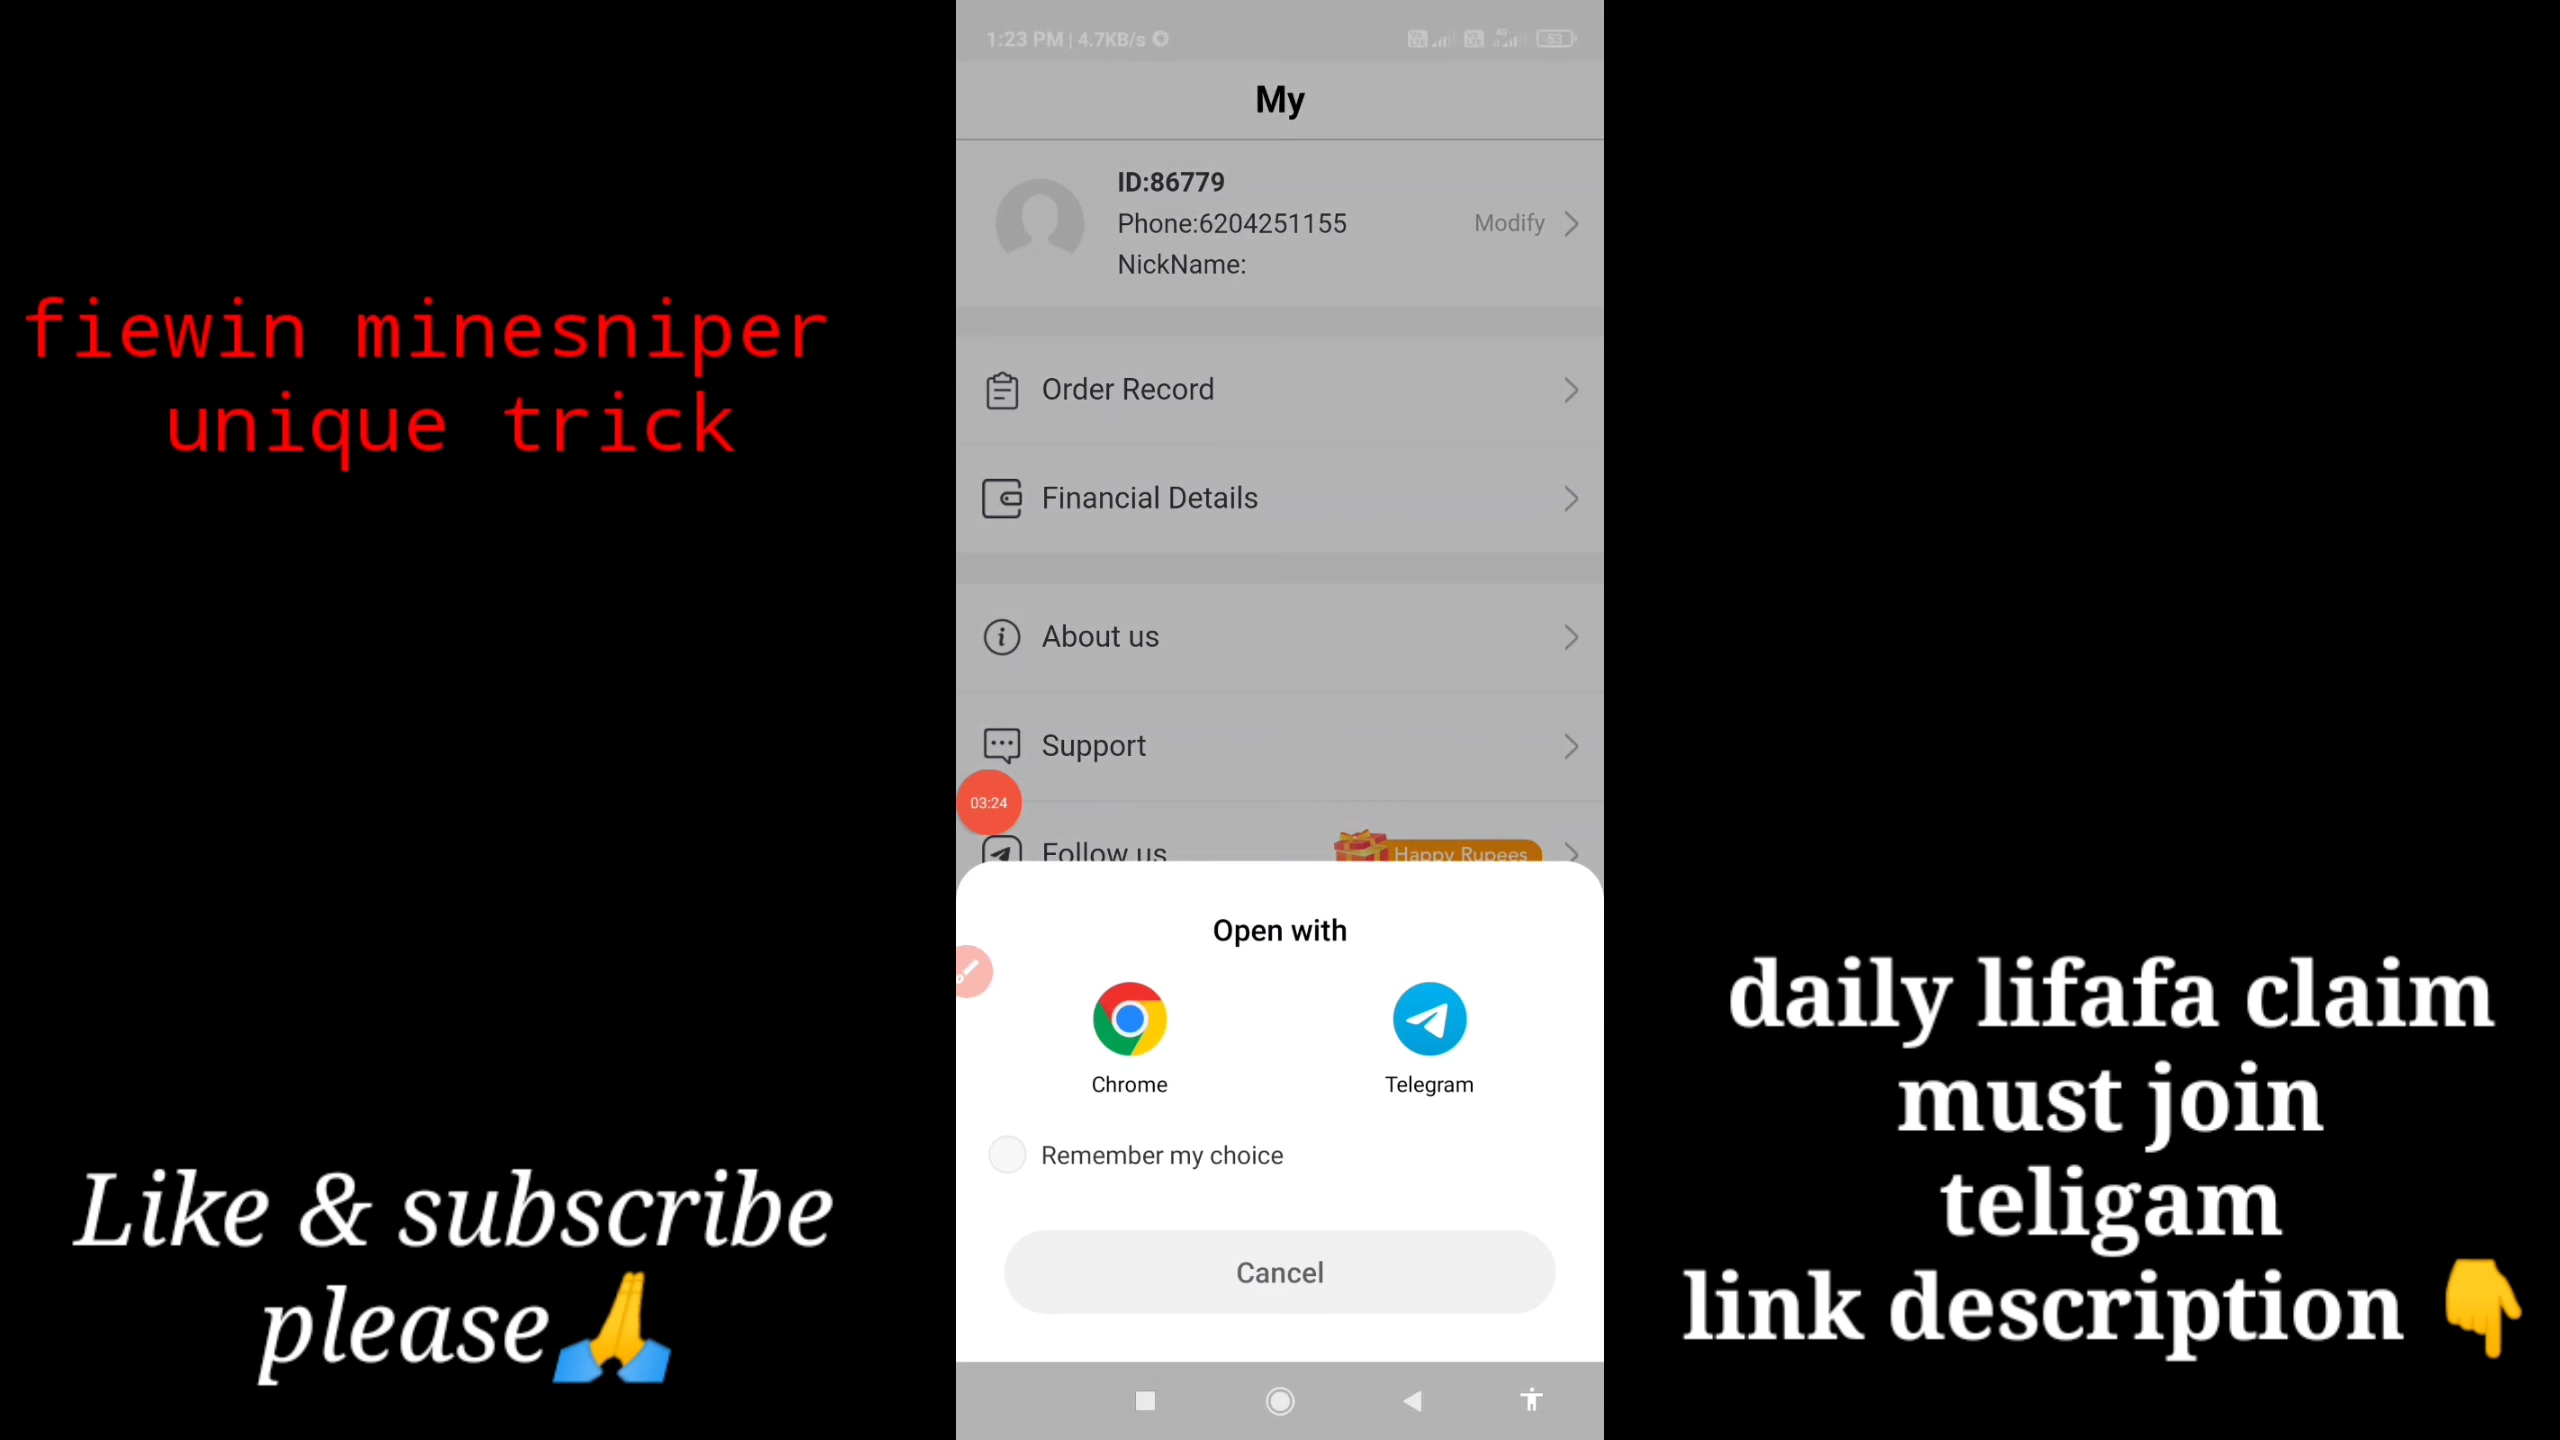 1:23 PM | 4.7KB/s
53
My
ID:86779
Phone:6204251155
Modify
NickName:
fiewin minesniper
unique trick
Order Record
Financial Details
About us
Support
03:24
Follow us
Happy Rupees
Open with
Chrome
Telegram
Remember my choice
Cancel
Like & subscribe
please🙏
daily lifafa claim
must join
teligam
link description 👇